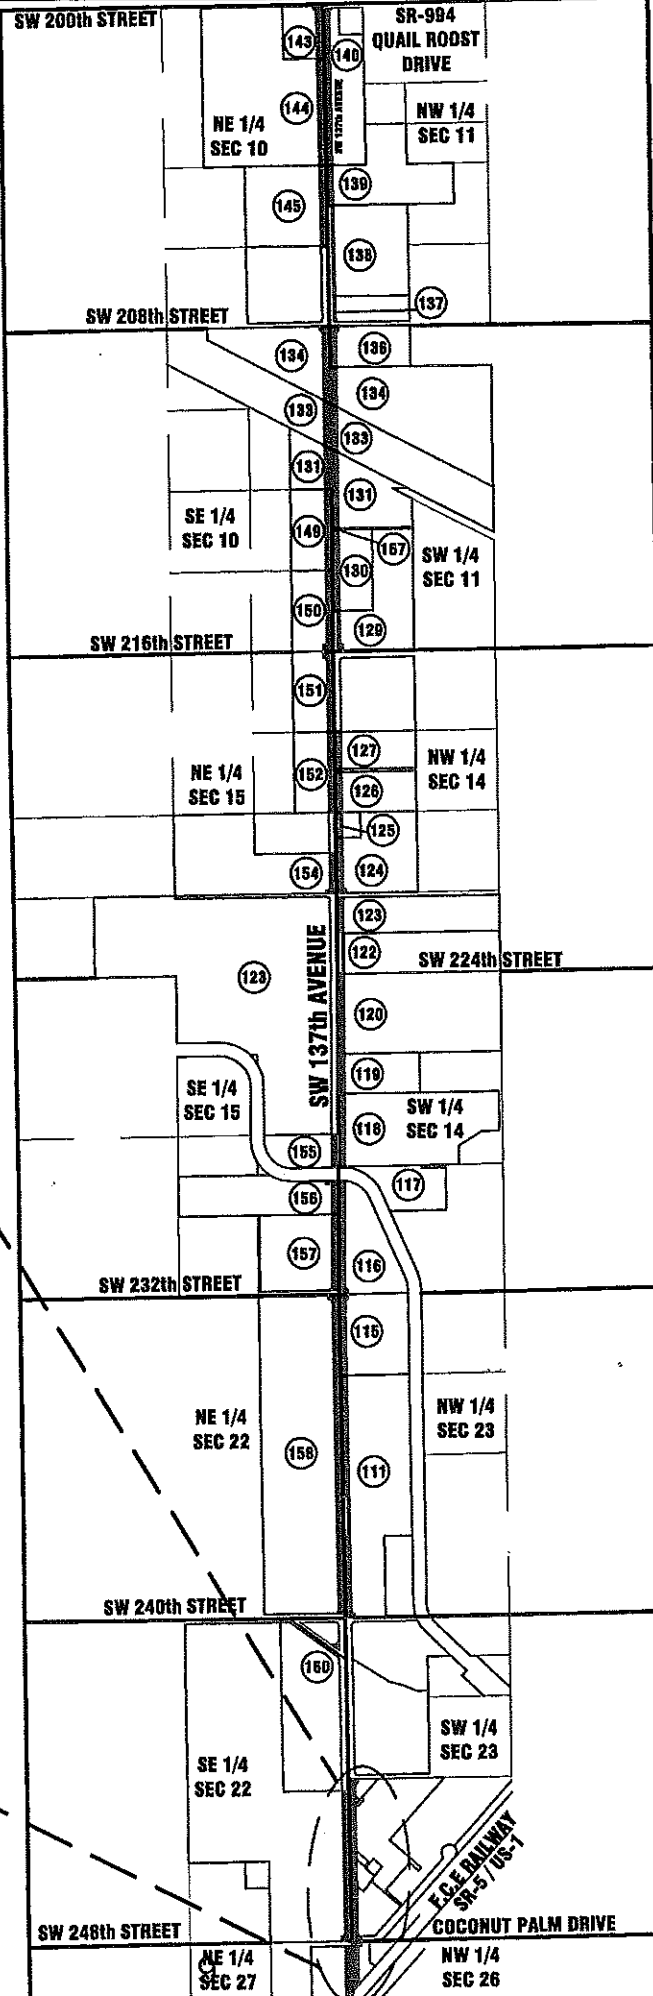 SW 200th STREET
SR-994
QUAIL ROOST
DRIVE
143
140
144
SW 137th AVENUE
NE 1/4
SEC 10
NW 1/4
SEC 11
139
145
138
137
SW 208th STREET
134
136
134
133
133
131
131
SE 1/4
SEC 10
149
167
130
SW 1/4
SEC 11
150
129
SW 216th STREET
151
127
NE 1/4
SEC 15
152
NW 1/4
SEC 14
126
125
154
124
123
SW 137th AVENUE
122
SW 224th STREET
123
120
119
SE 1/4
SEC 15
118
SW 1/4
SEC 14
155
117
156
157
116
SW 232th STREET
115
NE 1/4
SEC 22
NW 1/4
SEC 23
158
111
SW 240th STREET
160
SW 1/4
SEC 23
SE 1/4
SEC 22
F.C.E RAILWAY
SR-5 / US-1
SW 248th STREET
COCONUT PALM DRIVE
NE 1/4
SEC 27
NW 1/4
SEC 26